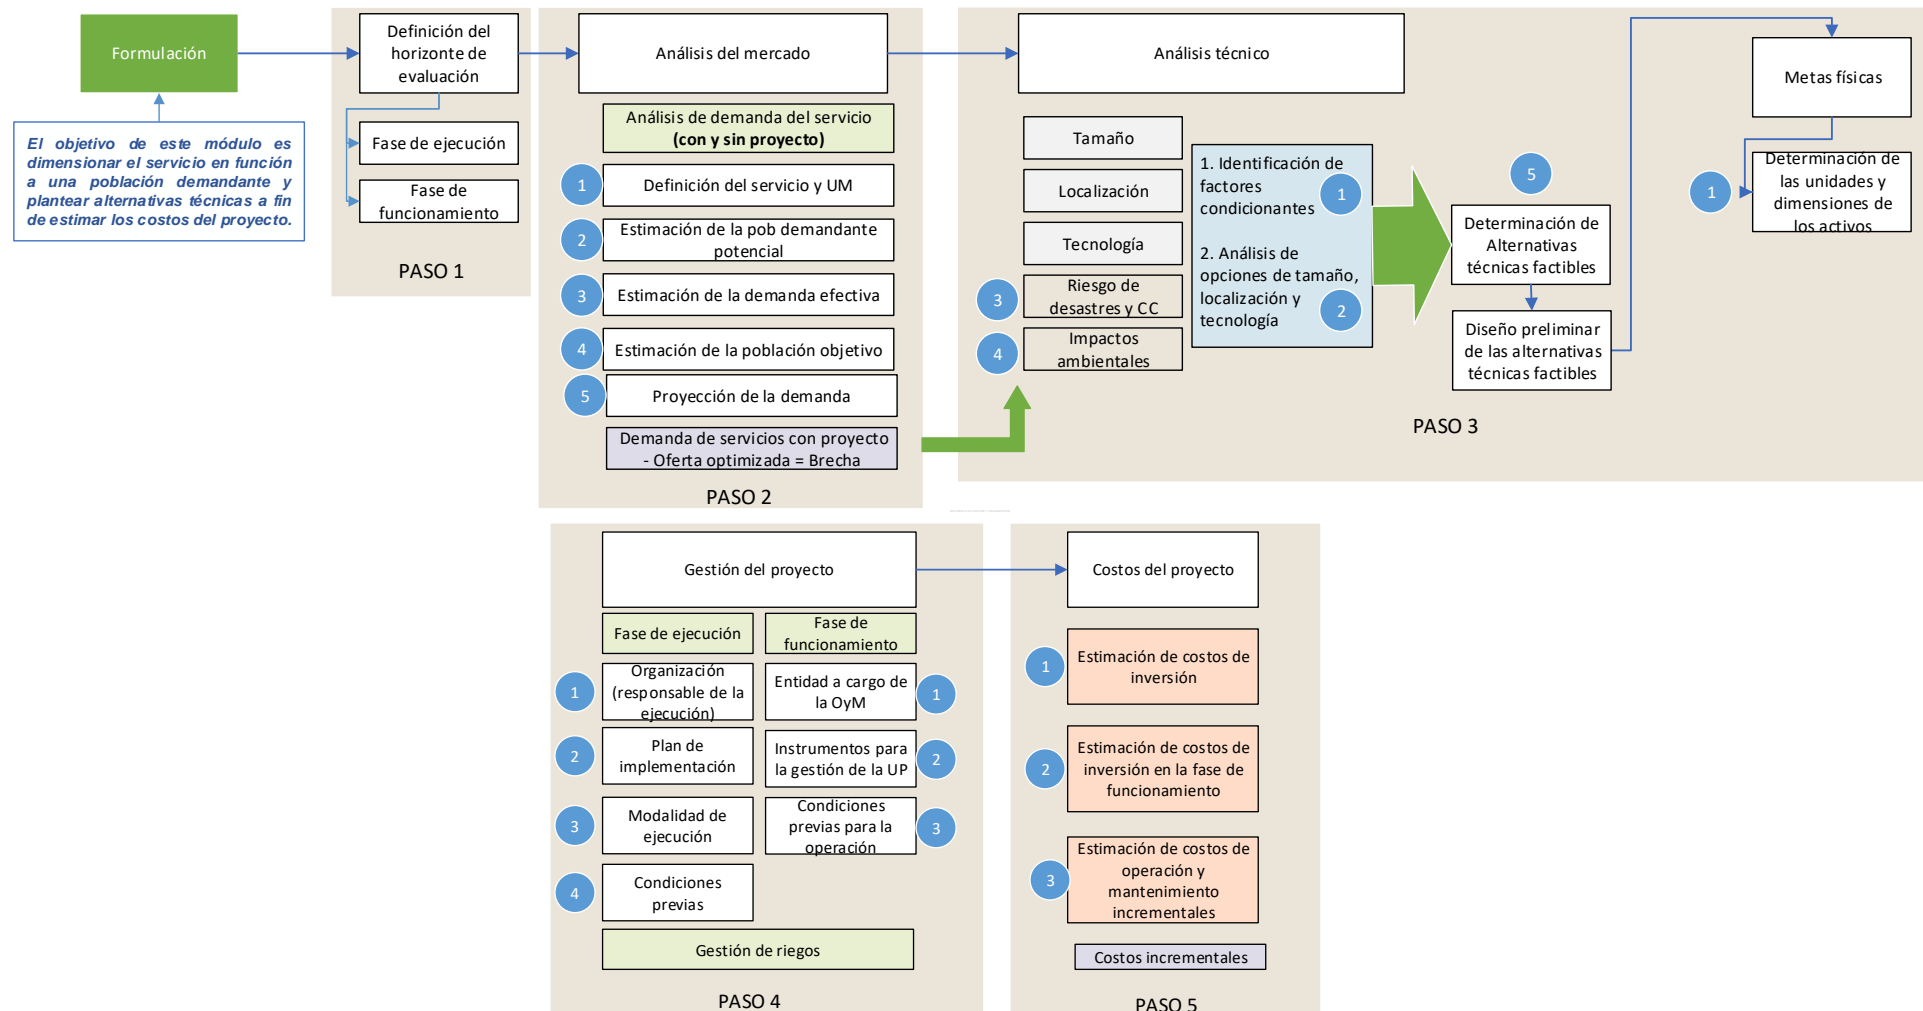 Formulación
El objetivo de este módulo es
dimensionar el servicio en función
a una población demandante y
plantear alternativas técnicas a fin
de estimar los costos del proyecto.
Definición del
horizonte de
evaluación
Fase de ejecución
Fase de
funcionamiento
PASO 1
Análisis del mercado
Análisis de demanda del servicio
(con y sin proyecto)
1
Definición del servicio y UM
2
Estimación de la pob demandante
potencial
3
Estimación de la demanda efectiva
4
Estimación de la población objetivo
5
Proyección de la demanda
Demanda de servicios con proyecto
- Oferta optimizada = Brecha
PASO 2
Análisis técnico
Tamaño
Localización
Tecnología
3
Riesgo de
desastres y CC
4
Impactos
ambientales
1. Identificación de
factores
condicionantes
1
2. Análisis de
opciones de tamaño,
localización y
tecnología
2
5
Determinación de
Alternativas
técnicas factibles
Diseño preliminar
de las alternativas
técnicas factibles
Metas físicas
1
Determinación de
las unidades y
dimensiones de
los activos
PASO 3
Gestión del proyecto
Fase de ejecución
1
Organización
(responsable de la
ejecución)
2
Plan de
implementación
3
Modalidad de
ejecución
4
Condiciones
previas
Fase de
funcionamiento
Entidad a cargo de
la OyM
1
Instrumentos para
la gestión de la UP
2
Condiciones
previas para la
operación
3
Gestión de riegos
PASO 4
Costos del proyecto
1
Estimación de costos de
inversión
2
Estimación de costos de
inversión en la fase de
funcionamiento
3
Estimación de costos de
operación y
mantenimiento
incrementales
Costos incrementales
PASO 5